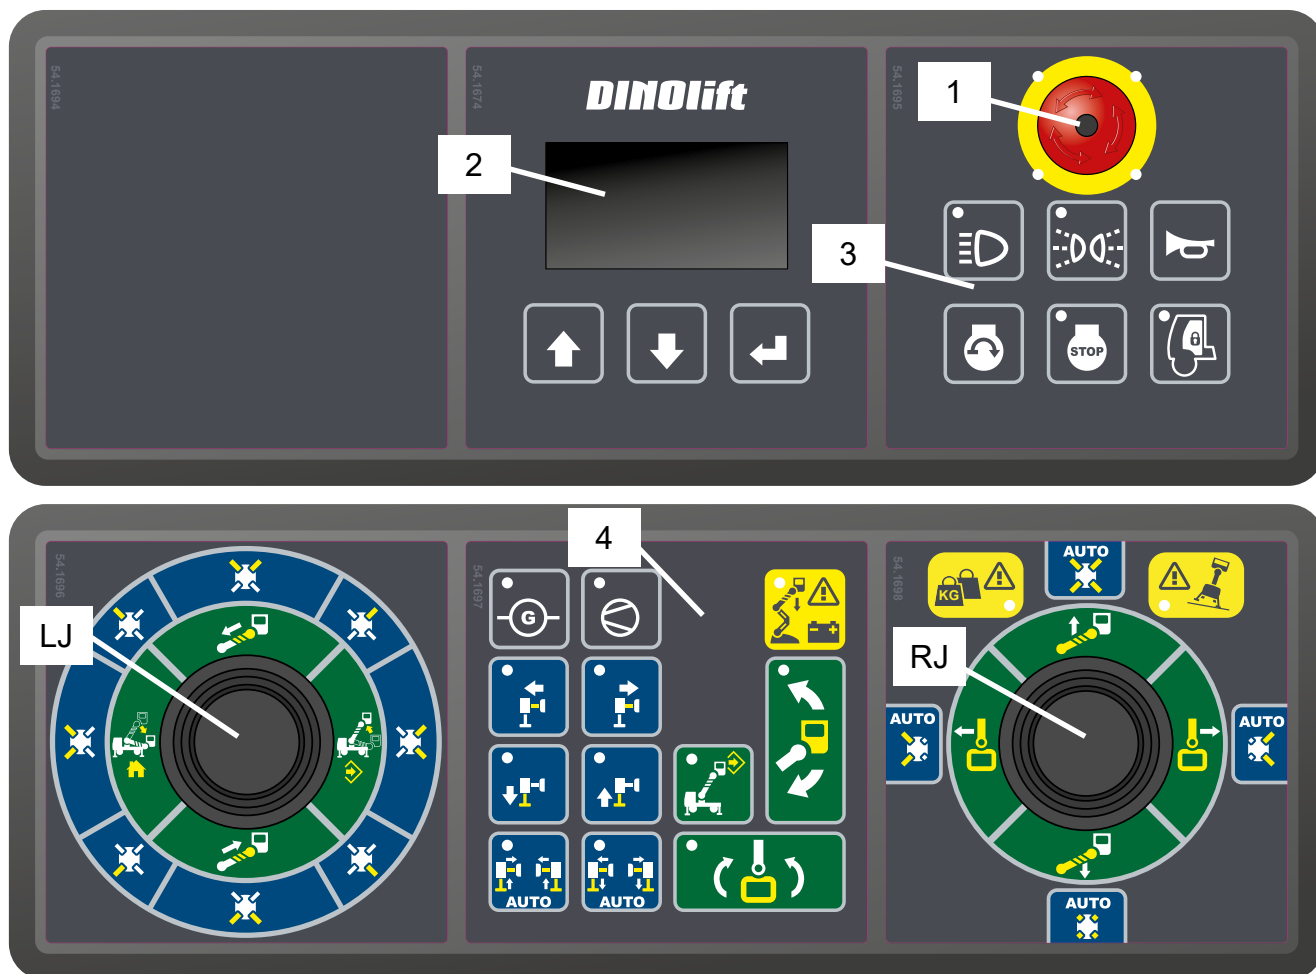 54.1694
54.1674
DINOlift
54.1695
1
2
3
STOP
54.1696
54.1697
54.1698
4
LJ
RJ
G
KG
AUTO
AUTO
AUTO
AUTO
AUTO
AUTO